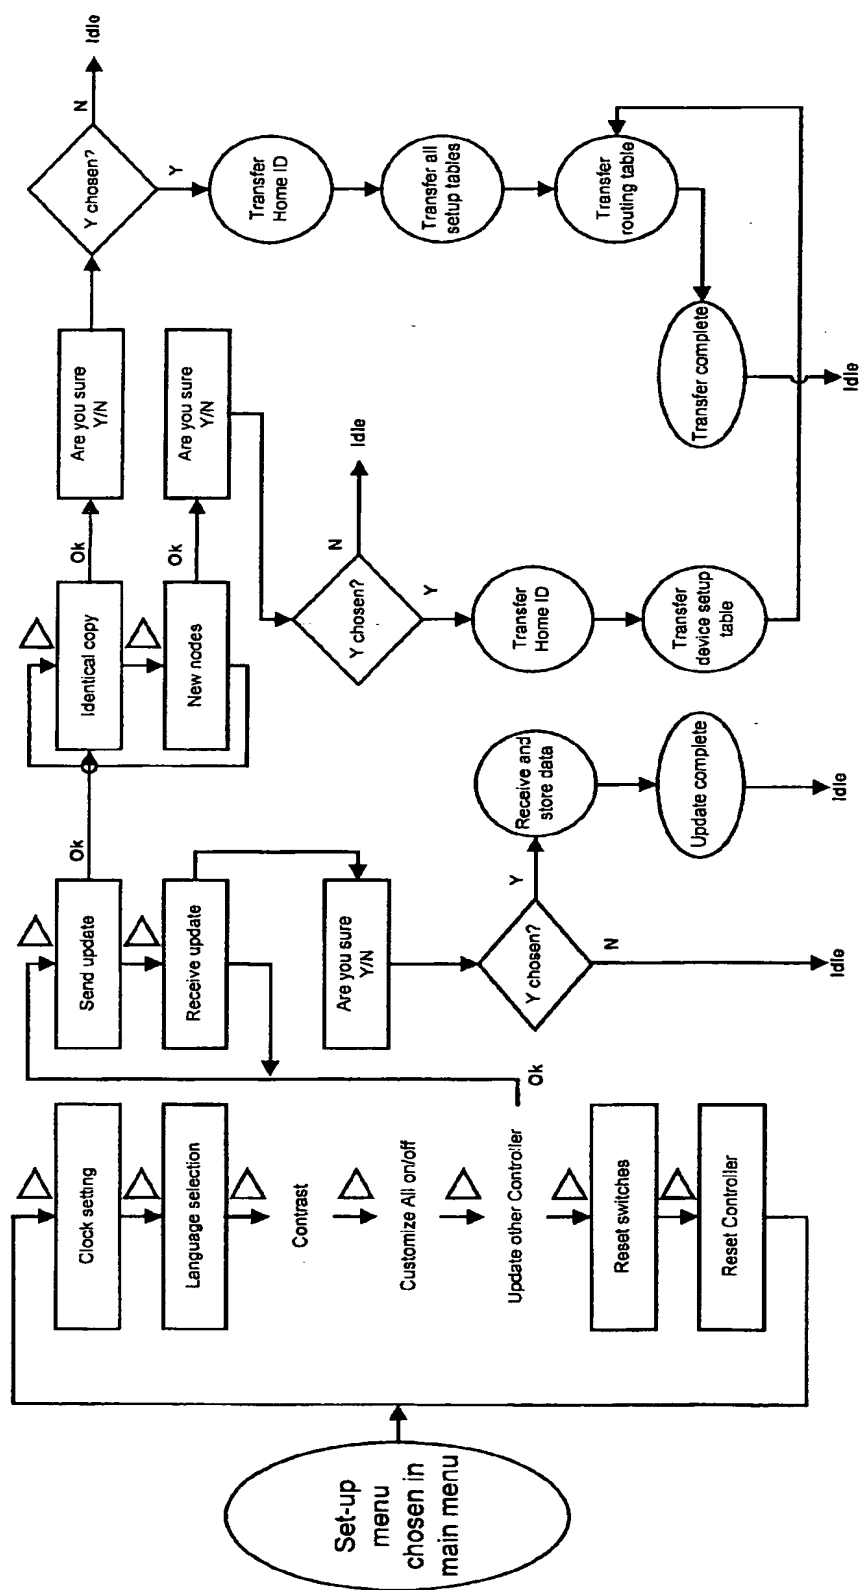 Set-up
menu
chosen in
main menu
Clock setting
Language selection
Contrast
Customize All on/off
Update other Controller
Reset switches
Reset Controller
Ok
Send update
Receive update
Are you sure
Y/N
Y chosen?
Y
N
Idle
Receive and
store data
Update complete
Idle
Ok
Identical copy
New nodes
Ok
Ok
Are you sure
Y/N
Are you sure
Y/N
Y chosen?
N
Idle
Y
Transfer
Home ID
Transfer
device setup
table
Y chosen?
N
Idle
Y
Transfer
Home ID
Transfer all
setup tables
Transfer
routing table
Transfer complete
Idle